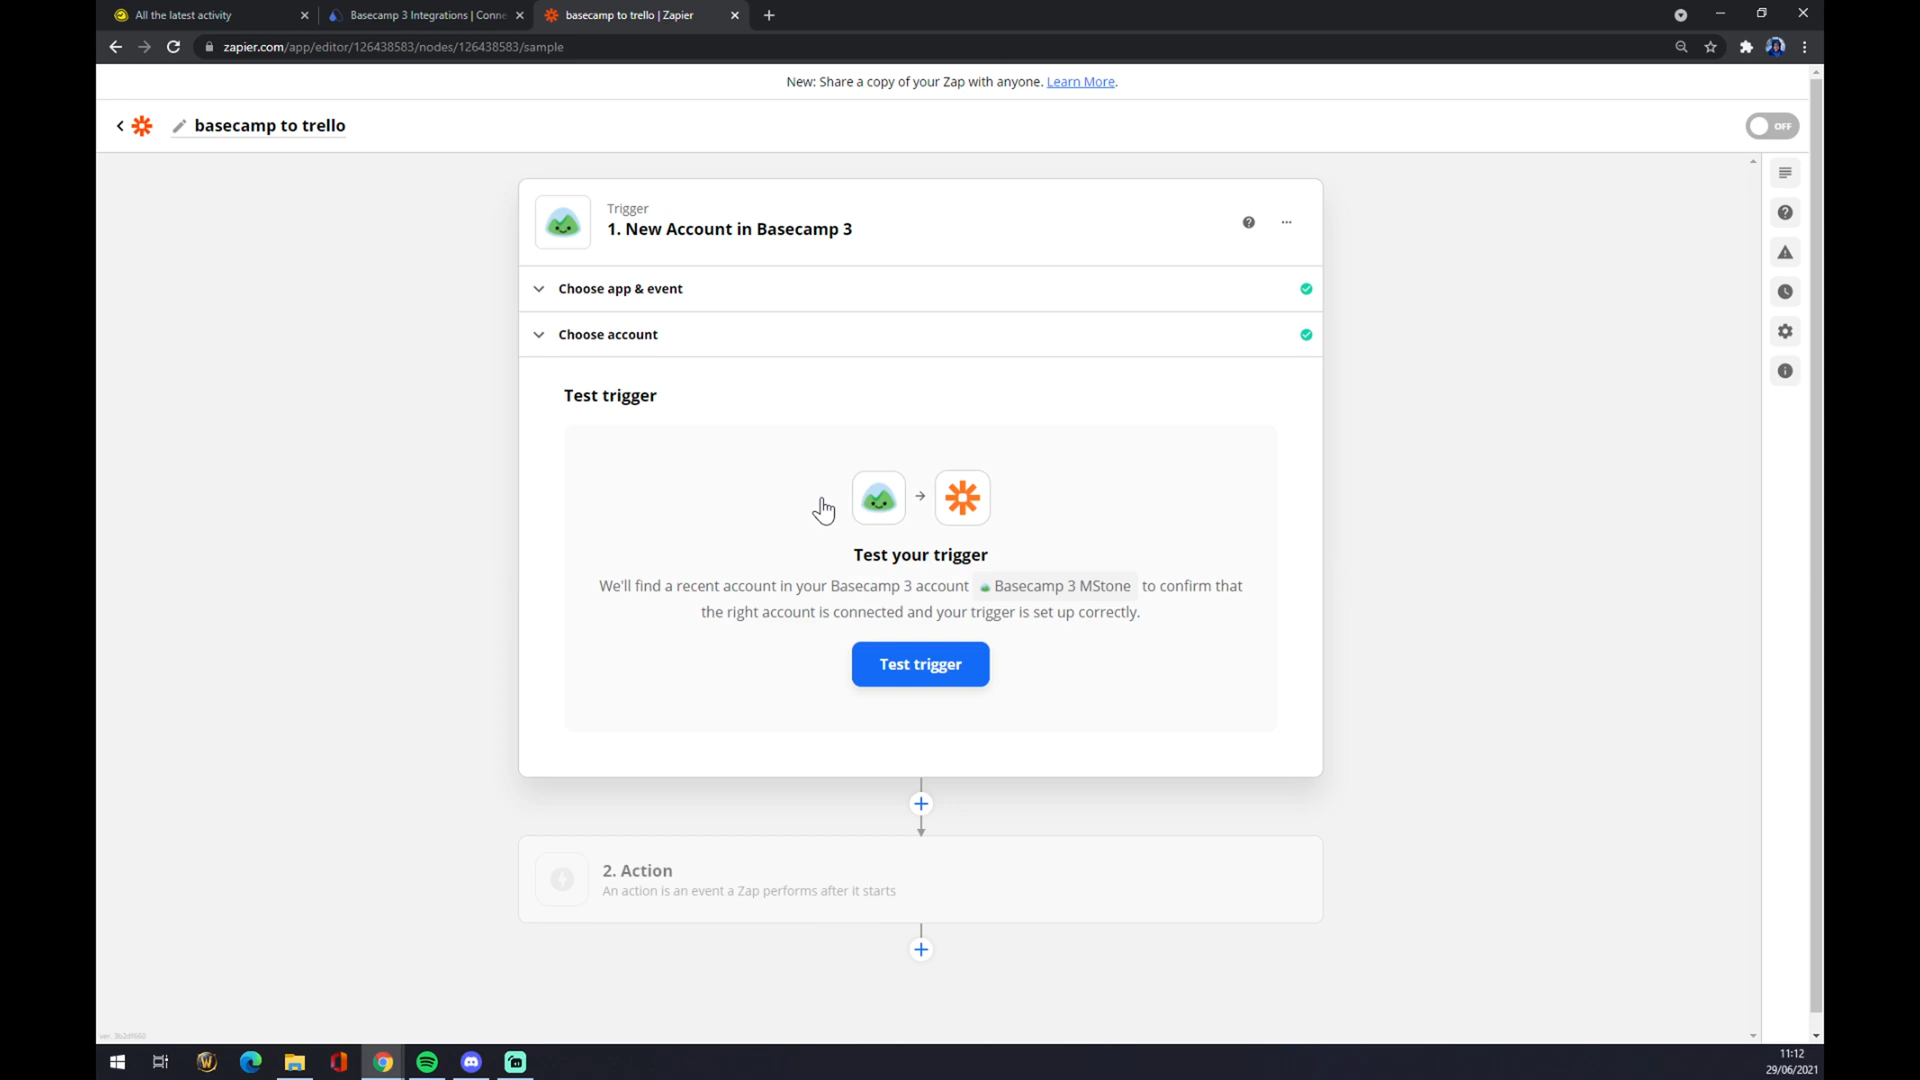 All the latest activity
Basecamp 3 Integrations | Conne
basecamp to trello | Zapier
zapier.com/app/editor/126438583/nodes/126438583/sample
New: Share a copy of your Zap with anyone. Learn More.
basecamp to trello
OFF
Trigger
1. New Account in Basecamp 3
Choose app & event
Choose account
Test trigger
Test your trigger
We'll find a recent account in your Basecamp 3 account Basecamp 3 MStone to confirm that
the right account is connected and your trigger is set up correctly.
Test trigger
2. Action
An action is an event a Zap performs after it starts
11:12
29/06/2021